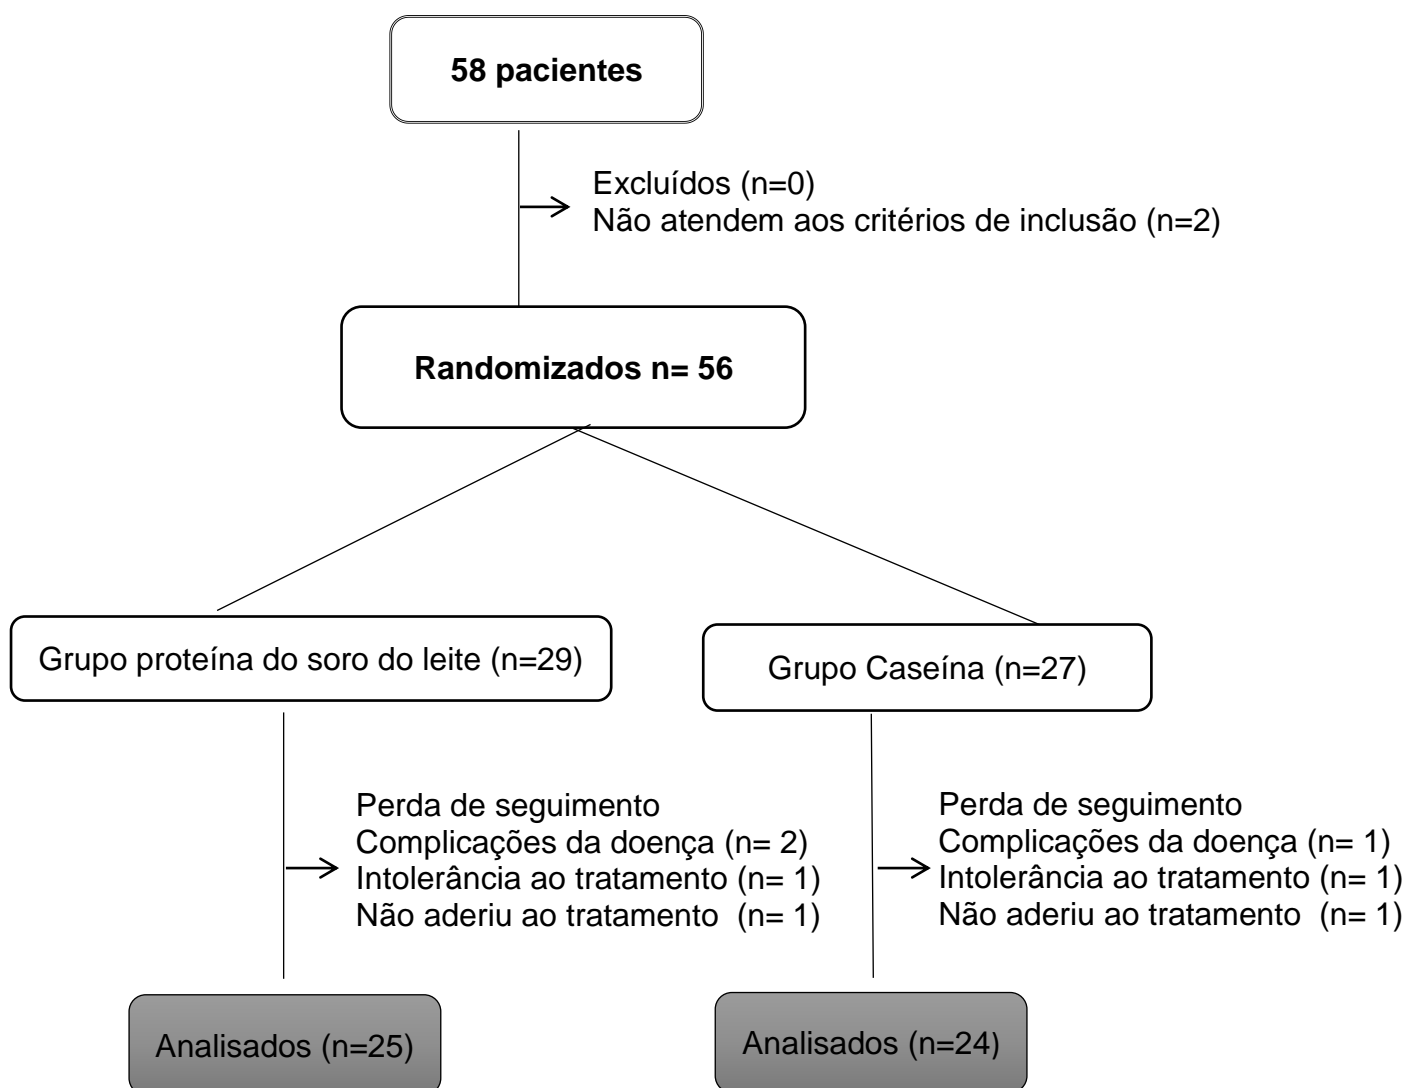 58 pacientes
Excluídos (n=0)
Não atendem aos critérios de inclusão (n=2)
Randomizados n= 56
Grupo proteína do soro do leite (n=29)
Grupo Caseína (n=27)
Perda de seguimento
Complicações da doença (n= 2)
Intolerância ao tratamento (n= 1)
Não aderiu ao tratamento  (n= 1)
Perda de seguimento
Complicações da doença (n= 1)
Intolerância ao tratamento (n= 1)
Não aderiu ao tratamento  (n= 1)
Analisados (n=25)
Analisados (n=24)